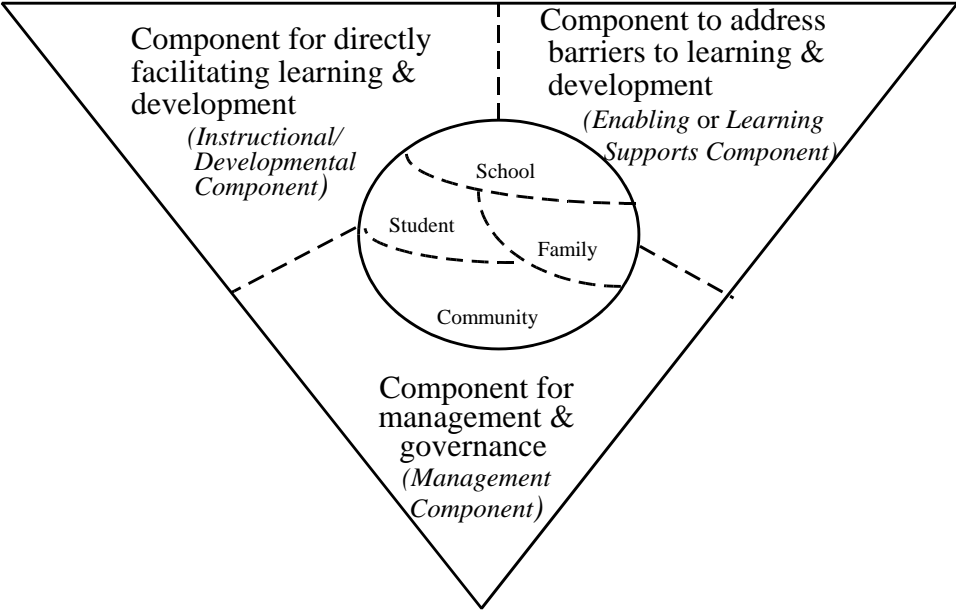 Component for directly
facilitating learning &
development
(Instructional/
Developmental
Component)
Component to address
barriers to learning &
development
(Enabling or Learning
Supports Component)
School
Student
Family
Community
Component for
management &
governance
(Management
Component)